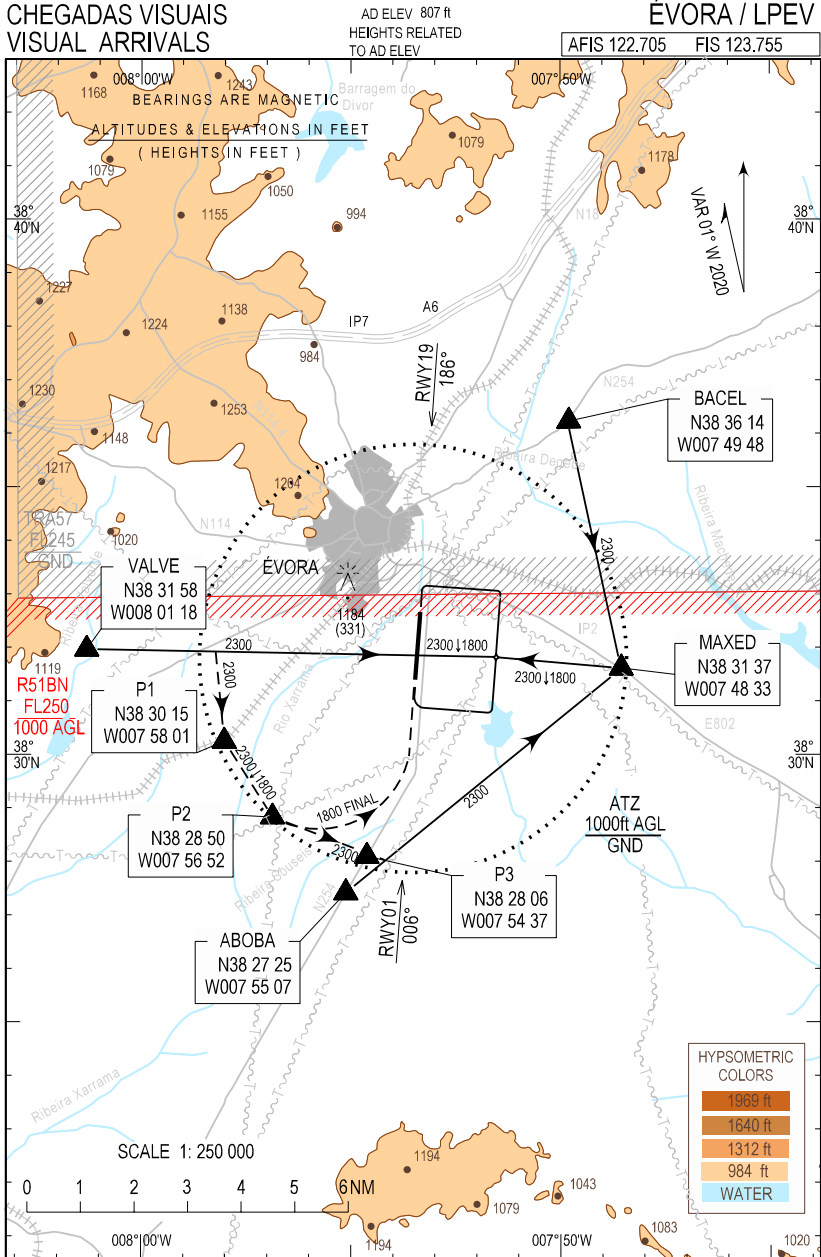 CHEGADAS VISUAIS
VISUAL ARRIVALS
AD ELEV 807 ft
HEIGHTS RELATED
TO AD ELEV
ÉVORA / LPEV
AFIS 122.705 FIS 123.755
008°00'W
007°50'W
1168
1243
BEARINGS ARE MAGNETIC
ALTITUDES & ELEVATIONS IN FEET
( HEIGHTS IN FEET )
Barragem do
Divor
1079
1079
1178
1050
1155
994
N18
VAR 01° W 2020
38°
40'N
38°
40'N
1227
1138
1224
IP7
A6
984
RWY19
186°
N254
1230
1253
1148
N114-4
BACEL
N38 36 14
W007 49 48
Ribeira Degebe
1217
1204
TRA57
FL245
GND
1020
N114
2300
Ribeira Machede
VALVE
N38 31 58
W008 01 18
ÉVORA
1184
(331)
IP2
2300
2300↓1800
2300↓1800
1119
R51BN
FL250
1000 AGL
2300
MAXED
N38 31 37
W007 48 33
P1
N38 30 15
W007 58 01
Rio Xarrama
E802
38°
30'N
38°
30'N
2300↓1800
2300
P2
N38 28 50
W007 56 52
1800 FINAL
ATZ
1000ft AGL
GND
2300
P3
N38 28 06
W007 54 37
N254
RWY01
006°
ABOBA
N38 27 25
W007 55 07
Ribeira Xarrama
HYPSOMETRIC
COLORS
1969 ft
1640 ft
1312 ft
984 ft
WATER
SCALE 1: 250 000
0 1 2 3 4 5 6NM
1194
1079
1043
1194
1083
1020
008°00'W
007°50'W